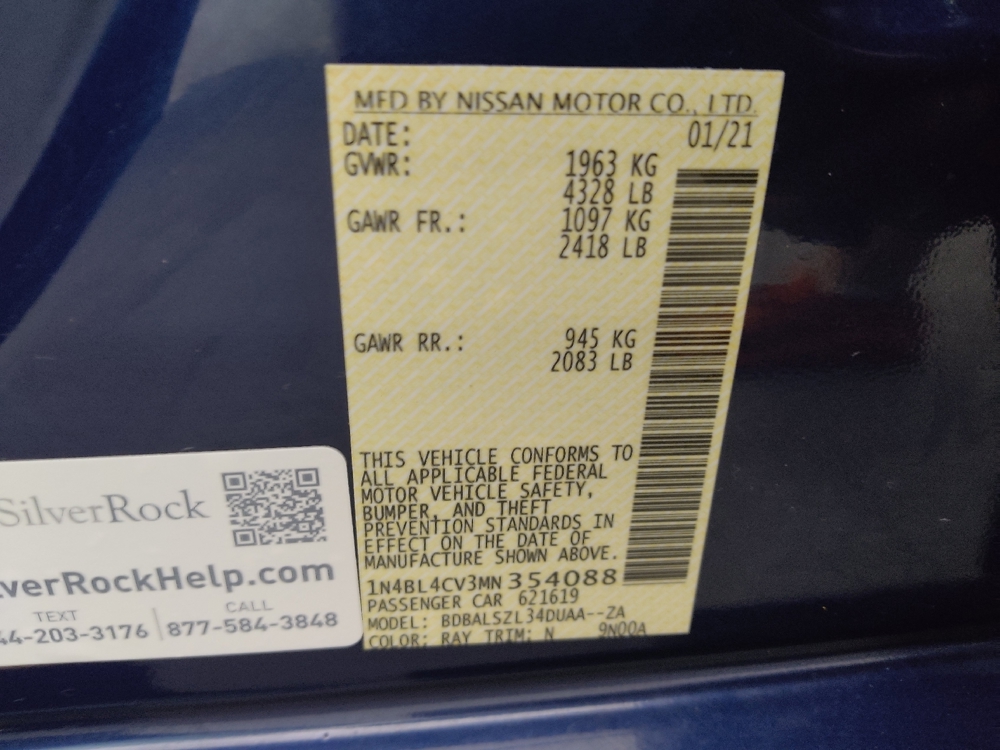 MFD BY NISSAN MOTOR CO., LTD.
DATE: 01/21
GVWR: 1963 KG
4328 LB
GAWR FR.: 1097 KG
2418 LB
GAWR RR.: 945 KG
2083 LB
THIS VEHICLE CONFORMS TO
ALL APPLICABLE FEDERAL
MOTOR VEHICLE SAFETY,
BUMPER, AND THEFT
PREVENTION STANDARDS IN
EFFECT ON THE DATE OF
MANUFACTURE SHOWN ABOVE.
1N4BL4CV3MN354088
PASSENGER CAR 621619
MODEL: BDBALSZL34DUAA--ZA
COLOR: RAY TRIM: N 9N00A
SilverRock
verRockHelp.com
TEXT CALL
44-203-3176 | 877-584-3848